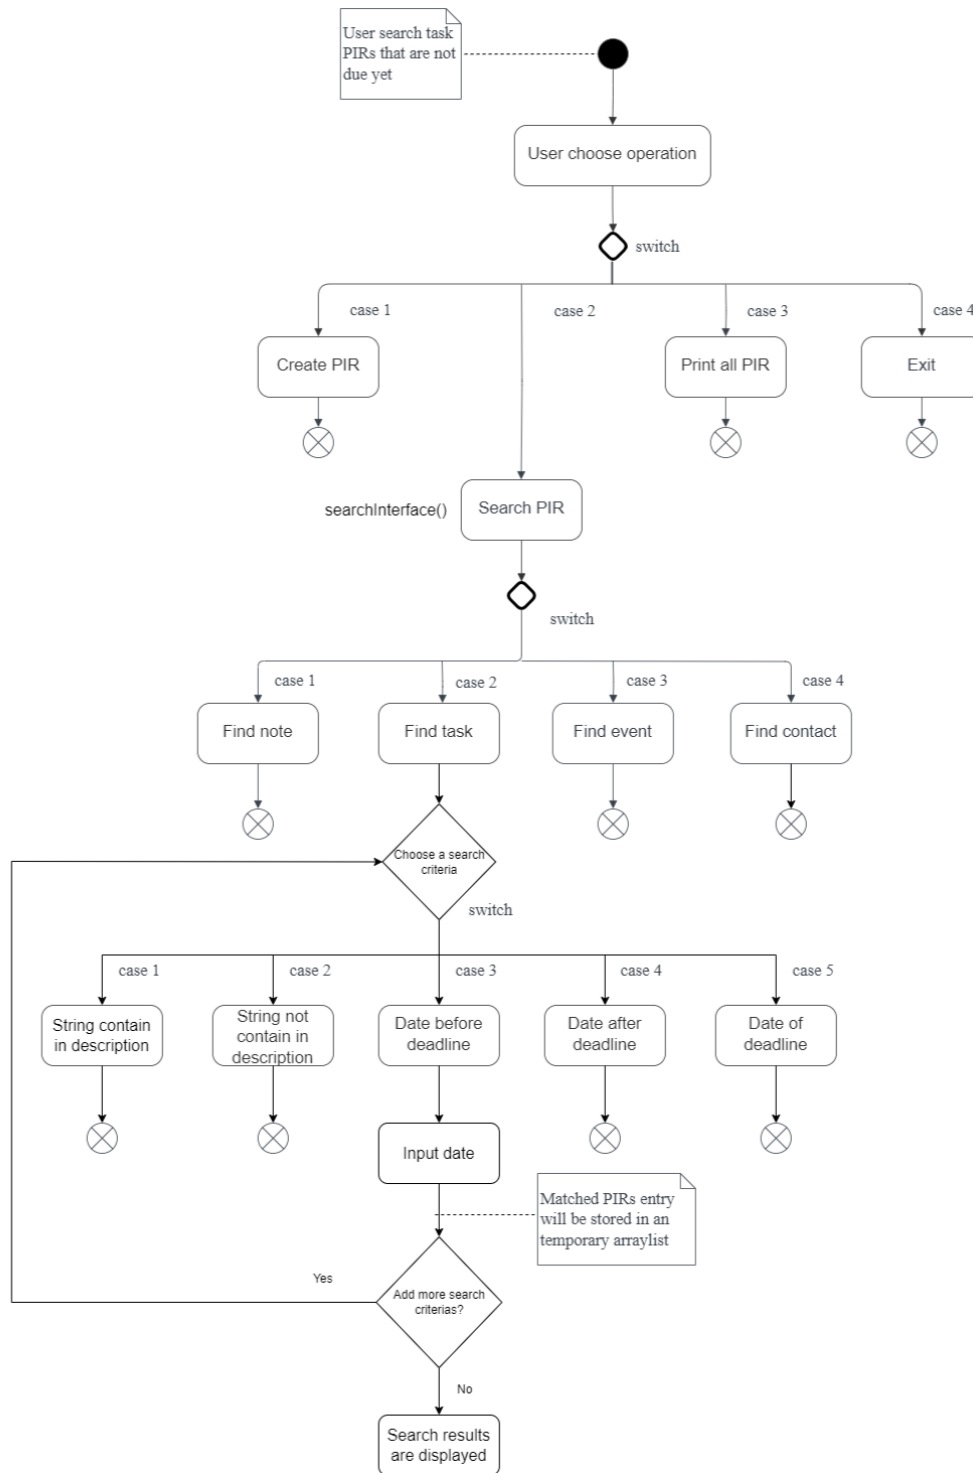 User search task
PIRs that are not
due yet
User choose operation
switch
case 1
case 2
case 3
case 4
Create PIR
Print all PIR
Exit
searchInterface()
Search PIR
switch
case 1
case 2
case 3
case 4
Find note
Find task
Find event
Find contact
Choose a search
criteria
switch
case 1
case 2
case 3
case 4
case 5
String contain
in description
String not
contain in
description
Date before
deadline
Date after
deadline
Date of
deadline
Input date
Matched PIRs entry
will be stored in an
temporary arraylist
Yes
Add more search
criterias?
No
Search results
are displayed